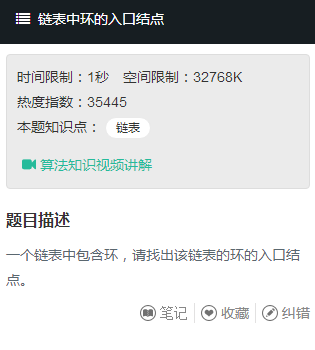 链表中环的入口结点
时间限制：1秒 空间限制：32768K
热度指数：35445
本题知识点： 链表
算法知识视频讲解
题目描述
一个链表中包含环，请找出该链表的环的入口结
点。
笔记 收藏 纠错